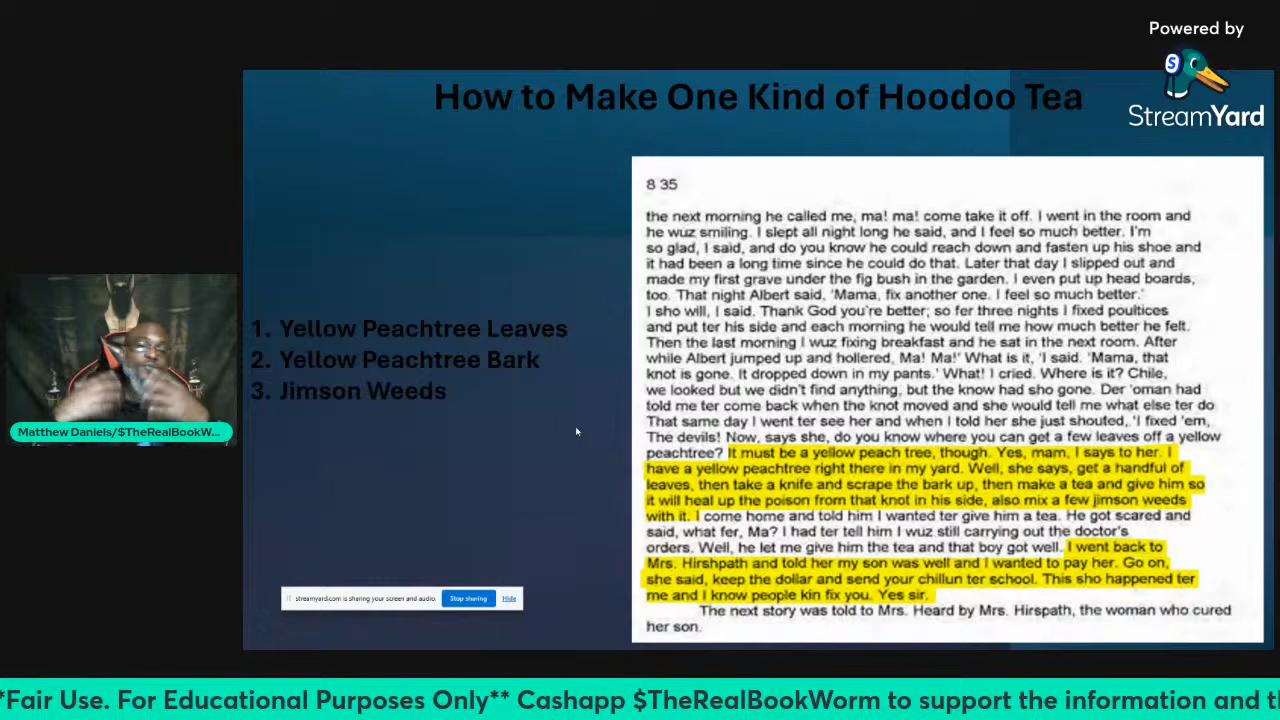 Powered by
StreamYard
How to Make One Kind of Hoodoo Tea
1. Yellow Peachtree Leaves
2. Yellow Peachtree Bark
3. Jimson Weeds
8 35
the next morning he called me, ma! ma! come take it off. I went in the room and
he wuz smiling. I slept all night long he said, and I feel so much better. I'm
so glad, I said, and do you know he could reach down and fasten up his shoe and
it had been a long time since he could do that. Later that day I slipped out and
made my first grave under the fig bush in the garden. I even put up head boards,
too. That night Albert said, 'Mama, fix another one. I feel so much better.'
I sho will, I said. Thank God you're better; so fer three nights I fixed poultices
and put ter his side and each morning he would tell me how much better he felt.
Then the last morning I wuz fixing breakfast and he sat in the next room. After
while Albert jumped up and hollered, Ma! Ma!' What is it, 'I said. 'Mama, that
knot is gone. It dropped down in my pants.' What! I cried. Where is it? Chile,
we looked but we didn't find anything, but the know had sho gone. Der 'oman had
told me ter come back when the knot moved and she would tell me what else ter do
That same day I went ter see her and when I told her she just shouted, 'I fixed 'em,
The devils! Now, says she, do you know where you can get a few leaves off a yellow
peachtree? It must be a yellow peach tree, though. Yes, mam, I says to her. I
have a yellow peachtree right there in my yard. Well, she says, get a handful of
leaves, then take a knife and scrape the bark up, then make a tea and give him so
it will heal up the poison from that knot in his side, also mix a few jimson weeds
with it. I come home and told him I wanted ter give him a tea. He got scared and
said, what fer, Ma? I had ter tell him I wuz still carrying out the doctor's
orders. Well, he let me give him the tea and that boy got well. I went back to
Mrs. Hirshpath and told her my son was well and I wanted to pay her. Go on,
she said, keep the dollar and send your chillun ter school. This sho happened ter
me and I know people kin fix you. Yes sir.
The next story was told to Mrs. Heard by Mrs. Hirspath, the woman who cured
her son.
Matthew Daniels/$TheRealBookW...
streamyard.com is sharing your screen and audio.
Stop sharing
Hide
*Fair Use. For Educational Purposes Only** Cashapp $TheRealBookWorm to support the information and th